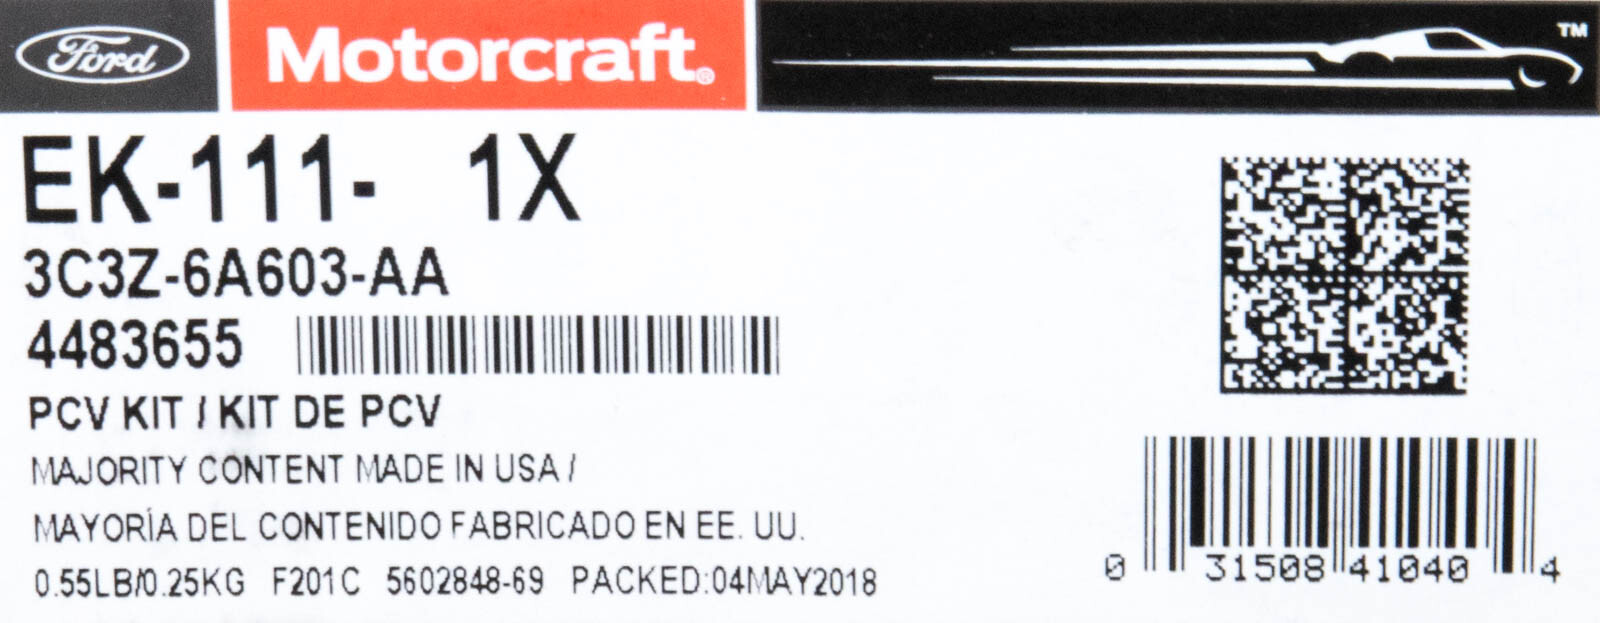 Ford Motorcraft® TM
EK-111- 1X
3C3Z-6A603-AA
4483655
PCV KIT / KIT DE PCV
MAJORITY CONTENT MADE IN USA /
MAYORÍA DEL CONTENIDO FABRICADO EN EE. UU.
0.55LB/0.25KG F201C 5602848-69 PACKED:04MAY2018
0 31508 41040 4